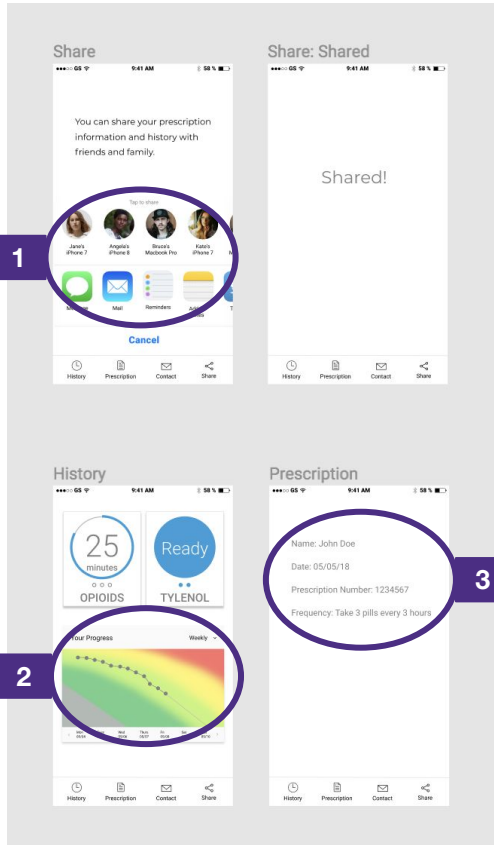 Share
GS 9:41 AM 58 %
You can share your prescription
information and history with
friends and family.
Tap to share
Jane's
iPhone 7
Angela's
iPhone 8
Bruce's
Macbook Pro
Kate's
iPhone 7
1
Mail
Reminders
Cancel
History Prescription Contact Share
Share: Shared
GS 9:41 AM 58 %
Shared!
History Prescription Contact Share
History
GS 9:41 AM 58 %
25
minutes
OPIOIDS
Ready
TYLENOL
2
Your Progress Weekly
History Prescription Contact Share
Prescription
GS 9:41 AM 58 %
Name: John Doe
Date: 05/05/18
Prescription Number: 1234567
Frequency: Take 3 pills every 3 hours
3
History Prescription Contact Share